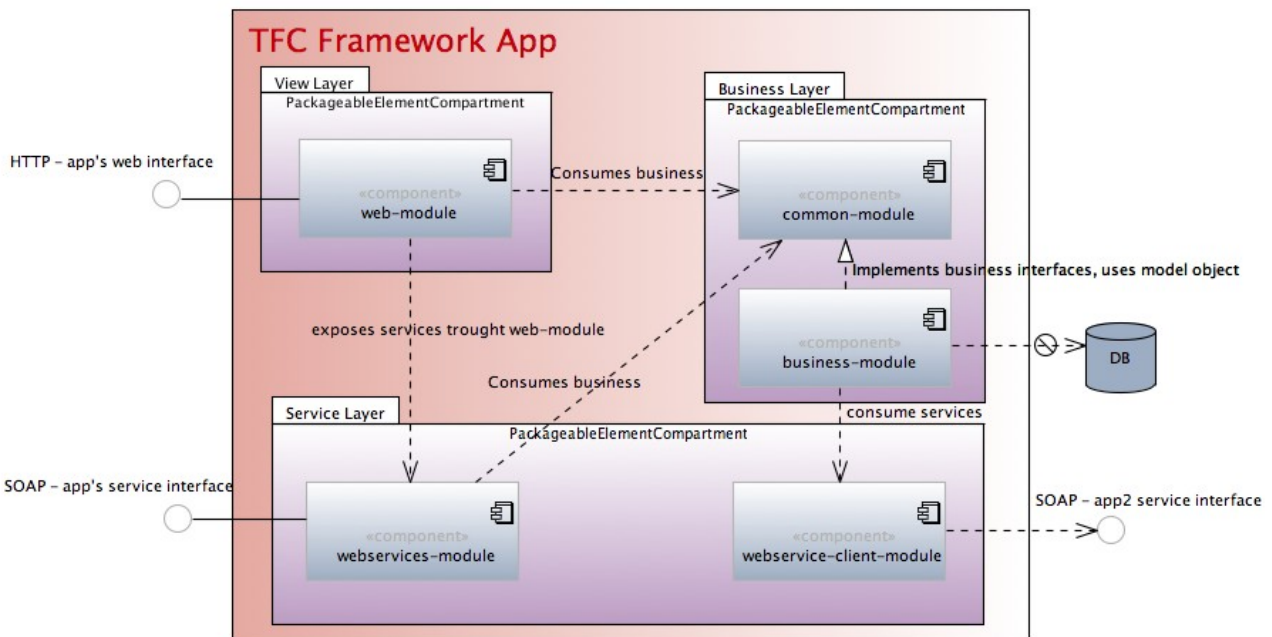 TFC Framework App
View Layer
PackageableElementCompartment
Business Layer
PackageableElementCompartment
HTTP – app's web interface
«component»
web-module
Consumes business
«component»
common-module
Implements business interfaces, uses model object
exposes services trought web-module
«component»
business-module
DB
Consumes business
consume services
Service Layer
PackageableElementCompartment
SOAP – app's service interface
«component»
webservices-module
«component»
webservice-client-module
SOAP – app2 service interface